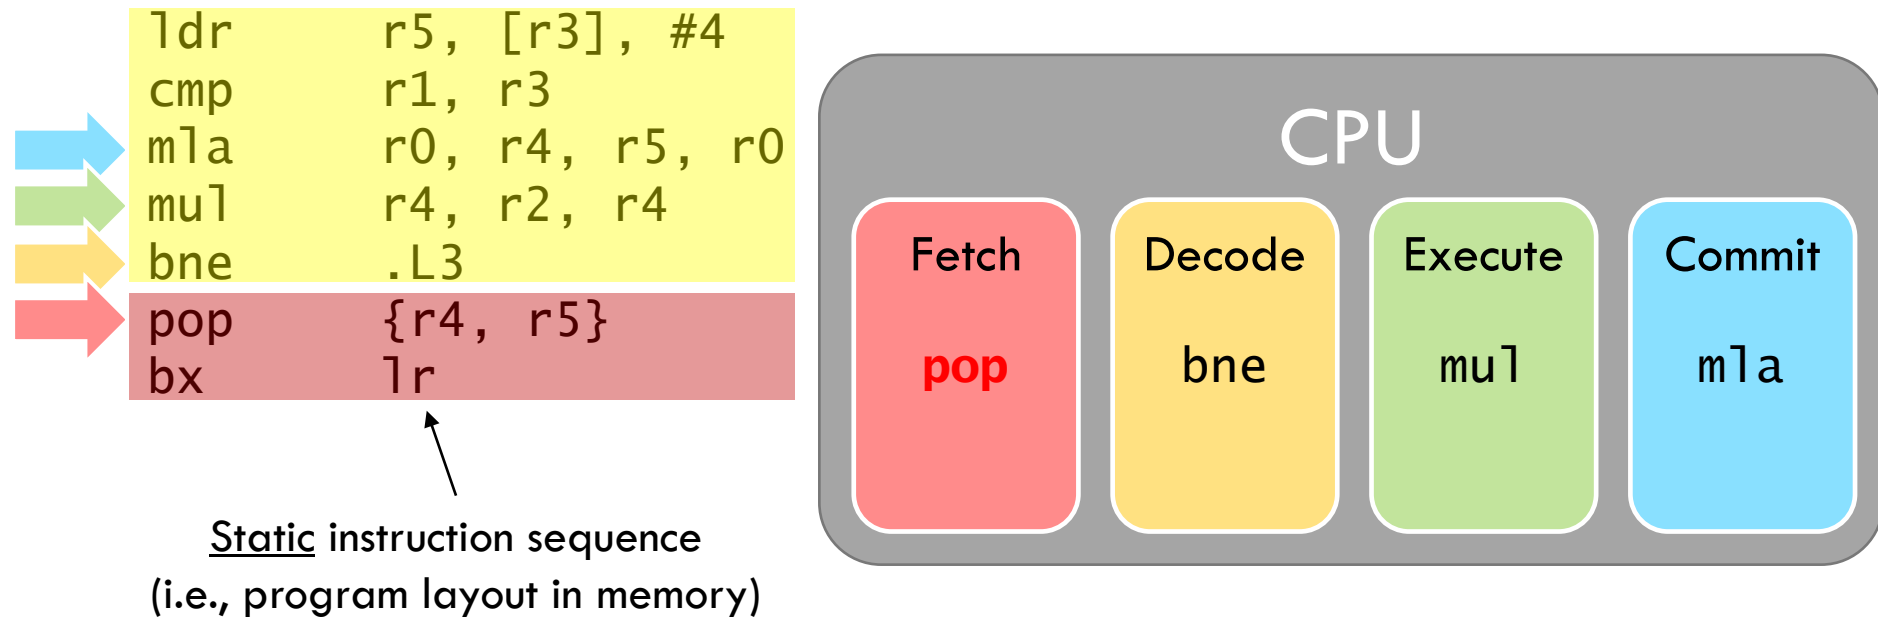 ldr r5, [r3], #4
cmp r1, r3
mla r0, r4, r5, r0
mul r4, r2, r4
bne .L3
pop {r4, r5}
bx lr
Static instruction sequence
(i.e., program layout in memory)
CPU
Fetch Decode Execute Commit
pop bne mul mla